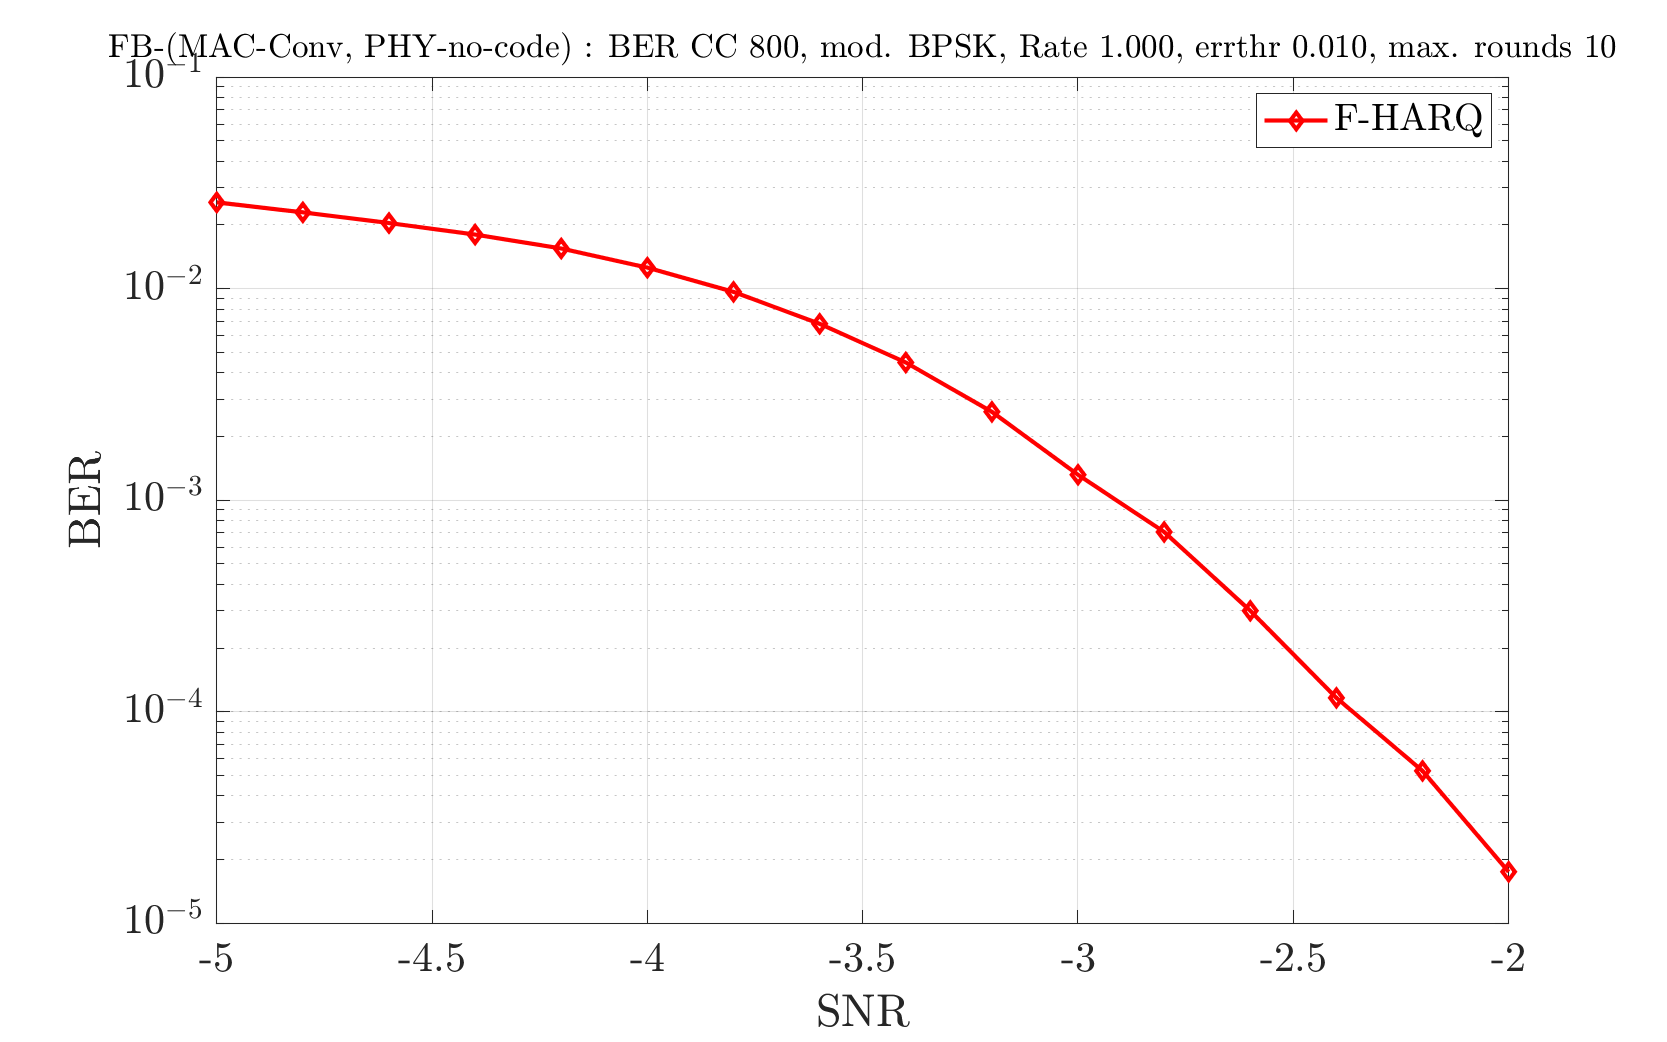 FB-(MAC-Conv, PHY-no-code) : BER CC 800, mod. BPSK, Rate 1.000, errthr 0.010, max. rounds 10
F-HARQ
10^{-1}
10^{-2}
10^{-3}
10^{-4}
10^{-5}
BER
-5 -4.5 -4 -3.5 -3 -2.5 -2
SNR